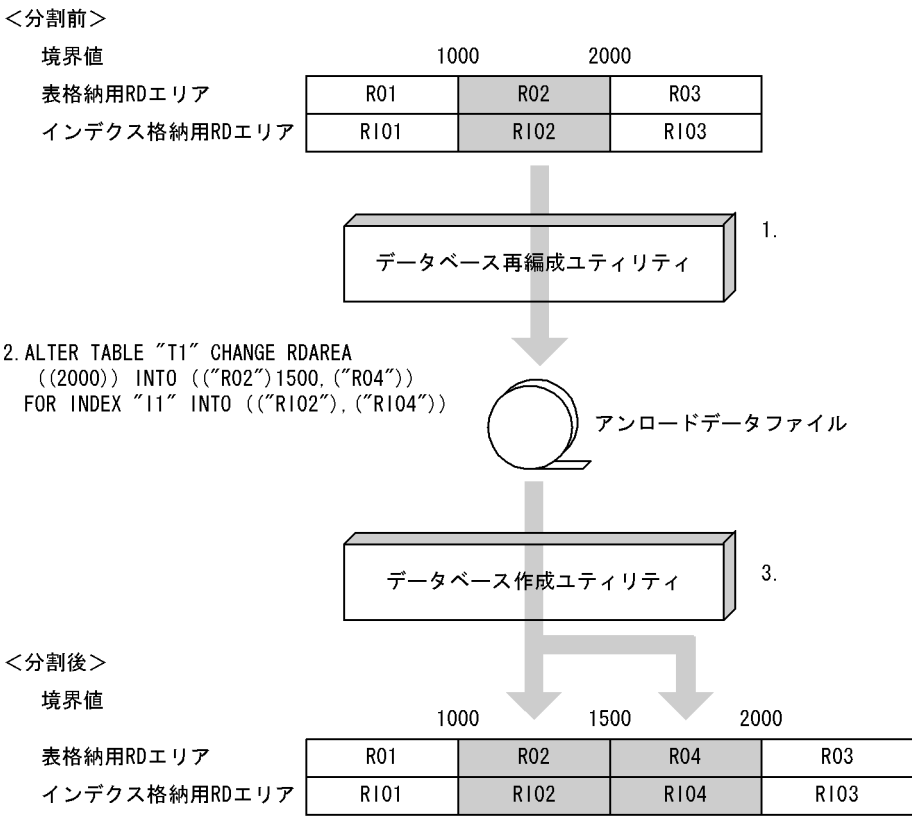 <分割前>
境界値 1000 2000
表格納用RDエリア R01 R02 R03
インデクス格納用RDエリア RI01 RI02 RI03
1.
データベース再編成ユティリティ
2.ALTER TABLE "T1" CHANGE RDAREA
((2000)) INTO (("R02")1500,("R04"))
FOR INDEX "I1" INTO (("RI02"),("RI04"))
アンロードデータファイル
データベース作成ユティリティ
3.
<分割後>
境界値
1000 1500 2000
表格納用RDエリア R01 R02 R04 R03
インデクス格納用RDエリア RI01 RI02 RI04 RI03